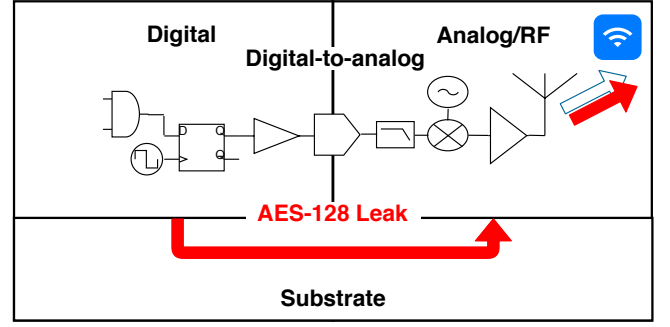 Digital
Analog/RF
Digital-to-analog
D
Q
Q
AES-128 Leak
Substrate